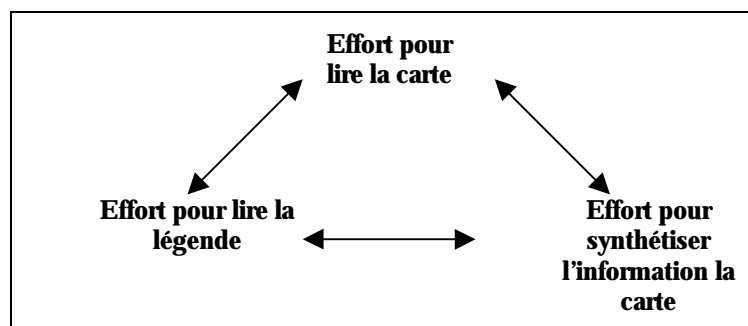 Effort pour
lire la carte
Effort pour lire la
légende
Effort pour
synthétiser
l’information la
carte